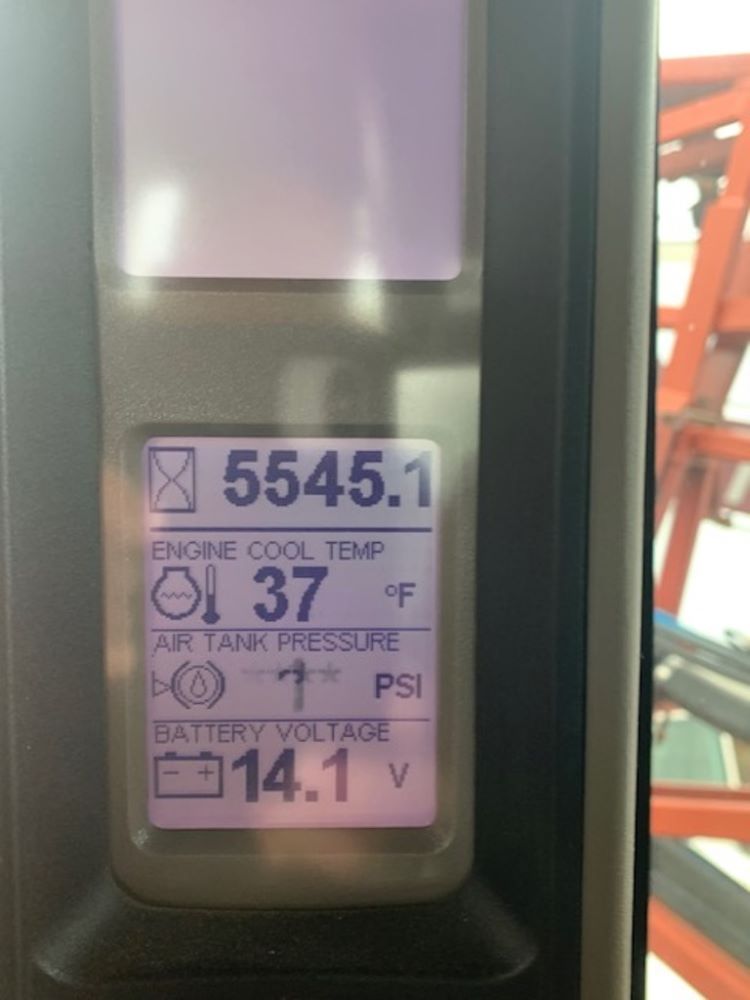 5545.1
ENGINE COOL TEMP
37 °F
AIR TANK PRESSURE
PSI
BATTERY VOLTAGE
- +
14.1 V